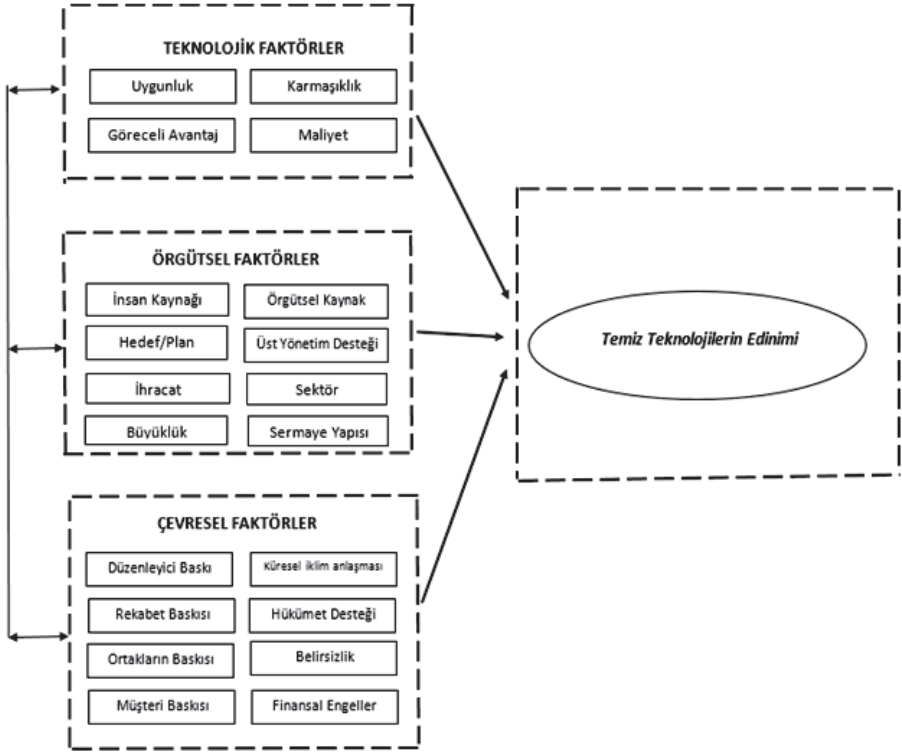 TEKNOLOJİK FAKTÖRLER
Uygunluk
Karmaşıklık
Göreceli Avantaj
Maliyet
ÖRGÜTSEL FAKTÖRLER
İnsan Kaynağı
Örgütsel Kaynak
Hedef/Plan
Üst Yönetim Desteği
İhracat
Sektör
Büyüklük
Sermaye Yapısı
ÇEVRESEL FAKTÖRLER
Düzenleyici Baskı
Küresel iklim anlaşması
Rekabet Baskısı
Hükümet Desteği
Ortakların Baskısı
Belirsizlik
Müşteri Baskısı
Finansal Engeller
Temiz Teknolojilerin Edinimi